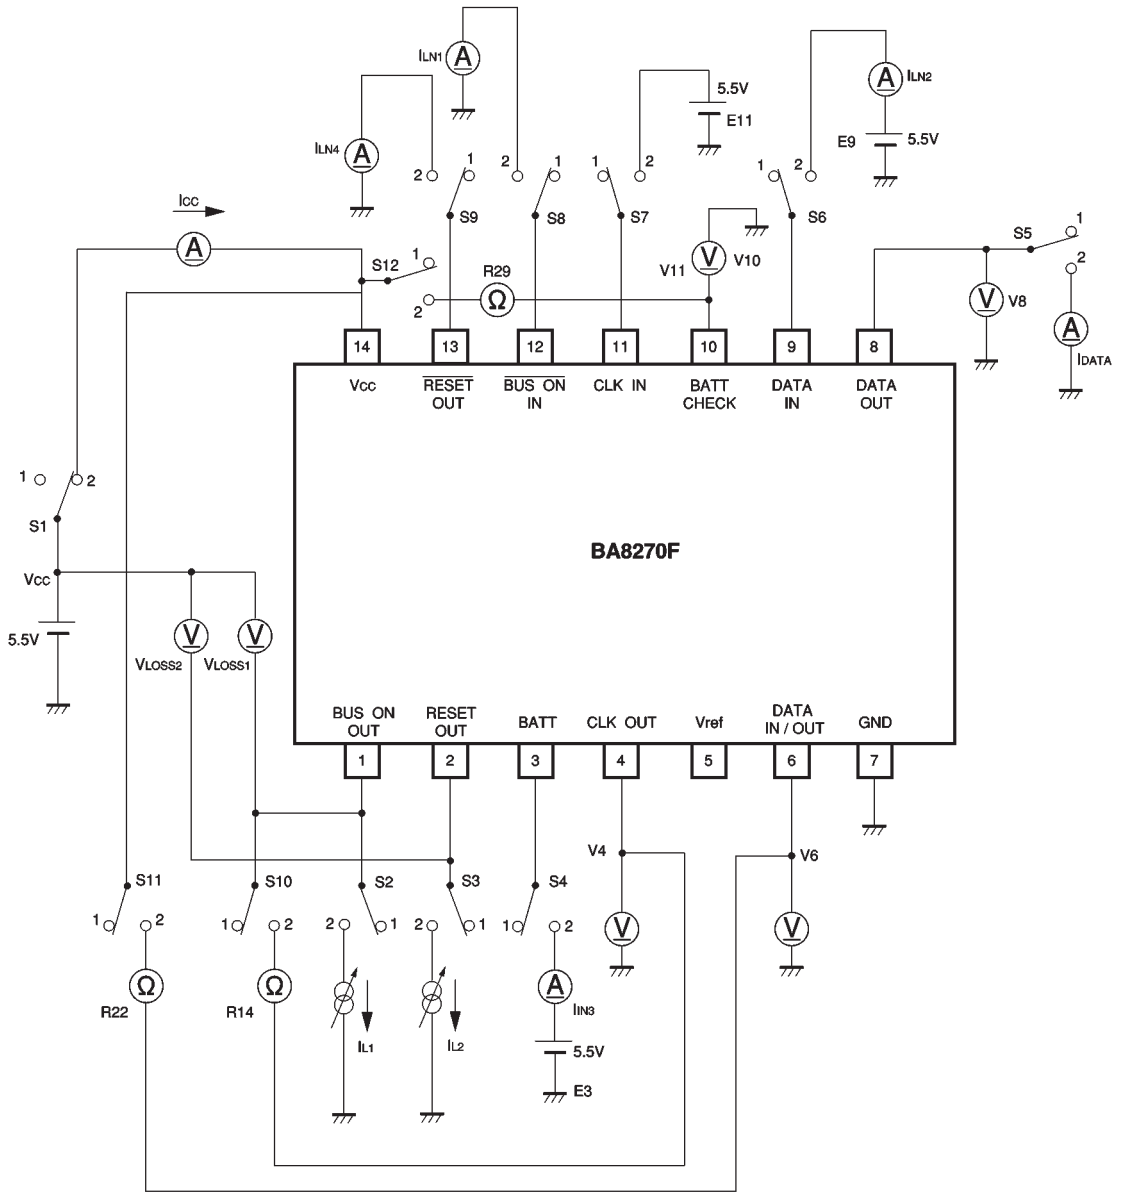 ILN1
A
ILN4
A
5.5V
E11
A
ILN2
E9
5.5V
2
1
S9
2
1
S8
1
2
S7
1
2
S6
ICC
A
S12
1
2
R29
Ω
V11
V
V10
S5
1
2
V
V8
A
IDATA
14
13
12
11
10
9
8
VCC
RESET
OUT
BUS ON
IN
CLK IN
BATT
CHECK
DATA
IN
DATA
OUT
1
2
S1
BA8270F
VCC
5.5V
V
V
VLOSS2
VLOSS1
BUS ON
OUT
RESET
OUT
BATT
CLK OUT
Vref
DATA
IN / OUT
GND
1
2
3
4
5
6
7
V4
V6
S11
S10
S2
S3
S4
1
2
1
2
2
1
2
1
1
2
V
V
Ω
R22
Ω
R14
IL1
IL2
A
IIN3
5.5V
E3